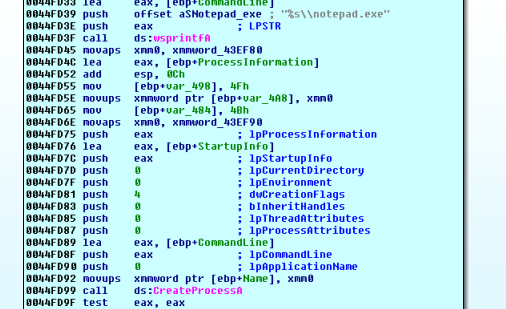 0044FD33 lea eax, [ebp+CommandLine]
0044FD39 push offset aSNotepad_exe ; "%s\\notepad.exe"
0044FD3E push eax ; LPSTR
0044FD3F call ds:wsprintfA
0044FD45 movaps xmm0, xmmword_43EF80
0044FD4C lea eax, [ebp+ProcessInformation]
0044FD52 add esp, 0Ch
0044FD55 mov [ebp+var_498], 4Fh
0044FD5E movups xmmword ptr [ebp+var_4A8], xmm0
0044FD65 mov [ebp+var_484], 4Bh
0044FD6E movaps xmm0, xmmword_43EF90
0044FD75 push eax ; lpProcessInformation
0044FD76 lea eax, [ebp+StartupInfo]
0044FD7C push eax ; lpStartupInfo
0044FD7D push 0 ; lpCurrentDirectory
0044FD7F push 0 ; lpEnvironment
0044FD81 push 4 ; dwCreationFlags
0044FD83 push 0 ; bInheritHandles
0044FD85 push 0 ; lpThreadAttributes
0044FD87 push 0 ; lpProcessAttributes
0044FD89 lea eax, [ebp+CommandLine]
0044FD8F push eax ; lpCommandLine
0044FD90 push 0 ; lpApplicationName
0044FD92 movups xmmword ptr [ebp+Name], xmm0
0044FD99 call ds:CreateProcessA
0044FD9F test eax, eax